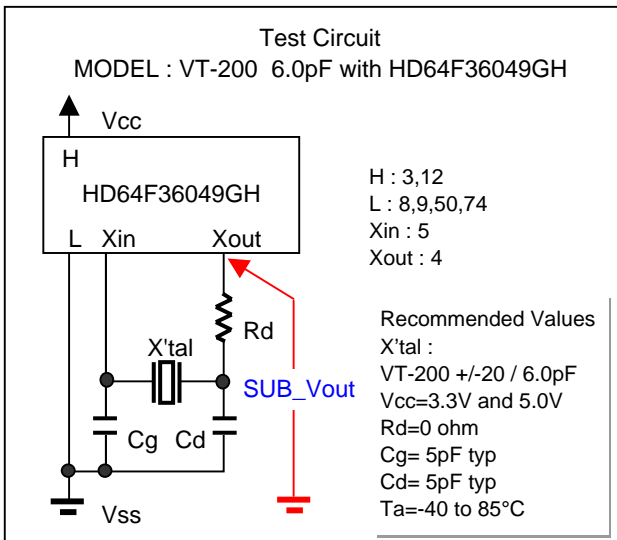 Test Circuit
MODEL : VT-200 6.0pF with HD64F36049GH
Vcc
H
HD64F36049GH
L Xin Xout
H : 3,12
L : 8,9,50,74
Xin : 5
Xout : 4
Rd
X'tal
SUB_Vout
Cg Cd
Vss
Recommended Values
X'tal :
VT-200 +/-20 / 6.0pF
Vcc=3.3V and 5.0V
Rd=0 ohm
Cg= 5pF typ
Cd= 5pF typ
Ta=-40 to 85°C